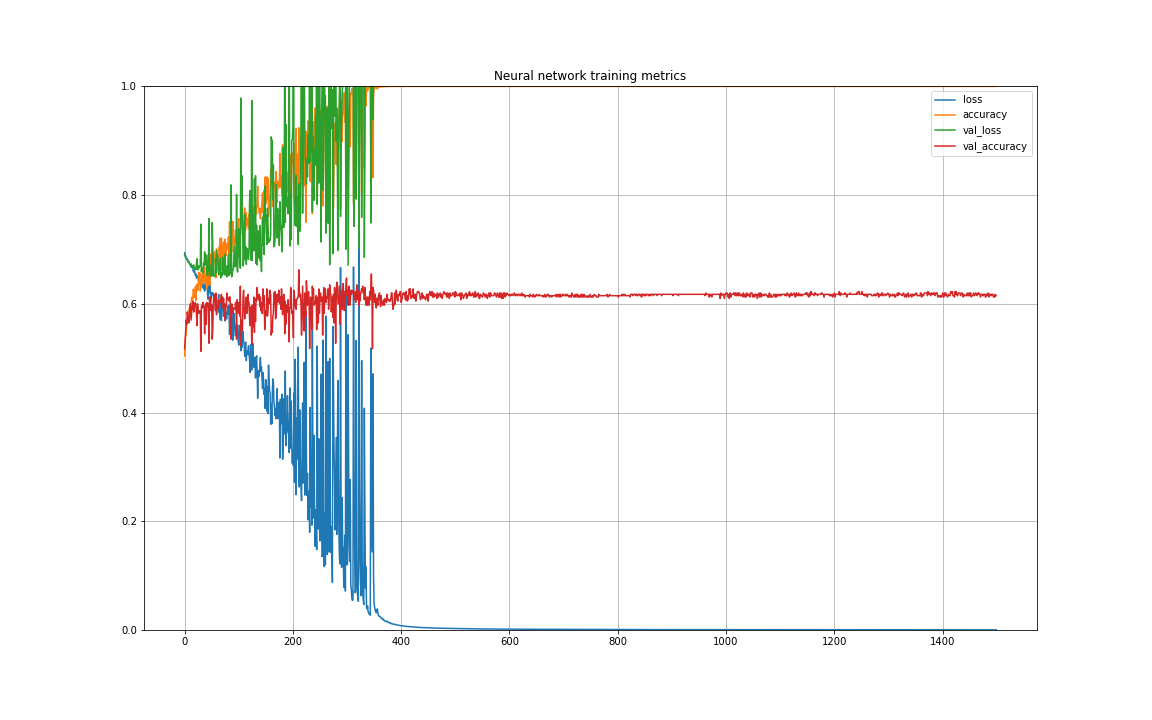 Neural network training metrics
1.0
0.8
0.6
0.4
0.2
0.0
0 200 400 600 800 1000 1200 1400
loss
accuracy
val_loss
val_accuracy